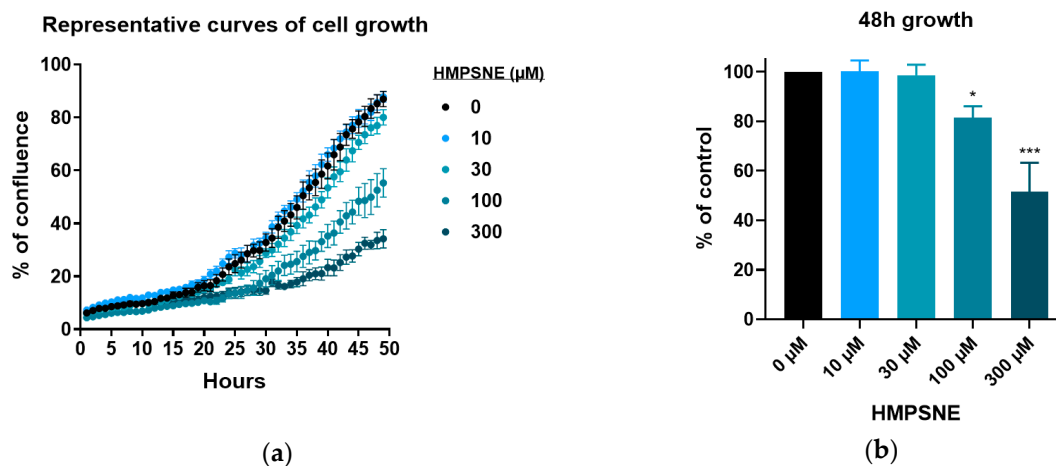 Representative curves of cell growth
% of confluence
100
80
60
40
20
0
0 5 10 15 20 25 30 35 40 45 50
Hours
HMPSNE (µM)
0
10
30
100
300
(a)
48h growth
% of control
100
80
60
40
20
0
*
***
0 µM 10 µM 30 µM 100 µM 300 µM
HMPSNE
(b)